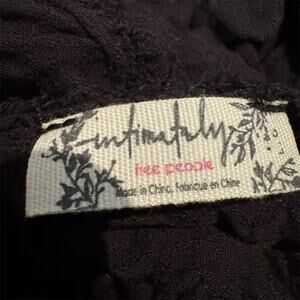 intimately
free people
Made in China, Fabriqué en Chine